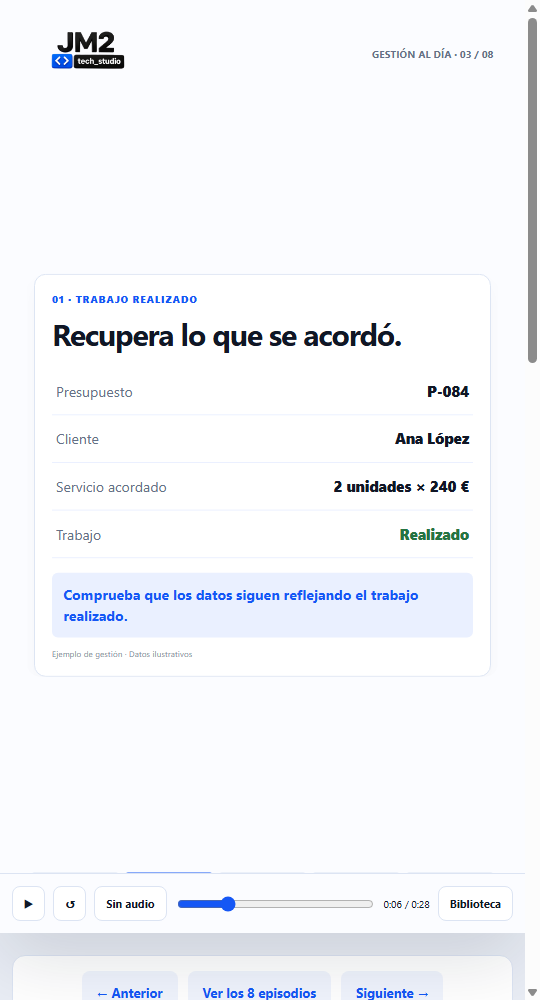 JM2
<> tech_studio
GESTIÓN AL DÍA · 03 / 08
01 · TRABAJO REALIZADO
Recupera lo que se acordó.
Presupuesto P-084
Cliente Ana López
Servicio acordado 2 unidades × 240 €
Trabajo Realizado
Comprueba que los datos siguen reflejando el trabajo
realizado.
Ejemplo de gestión · Datos ilustrativos
▶ ↺ Sin audio 0:06 / 0:28 Biblioteca
← Anterior Ver los 8 episodios Siguiente →